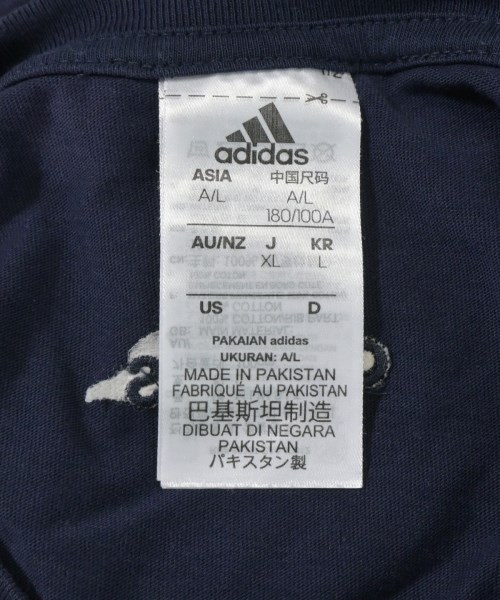 adidas
ASIA 中国尺码
A/L A/L
180/100A
AU/NZ J KR
XL L
US D
PAKAIAN adidas
UKURAN: A/L
MADE IN PAKISTAN
FABRIQUÉ AU PAKISTAN
巴基斯坦制造
DIBUAT DI NEGARA
PAKISTAN
パキスタン製